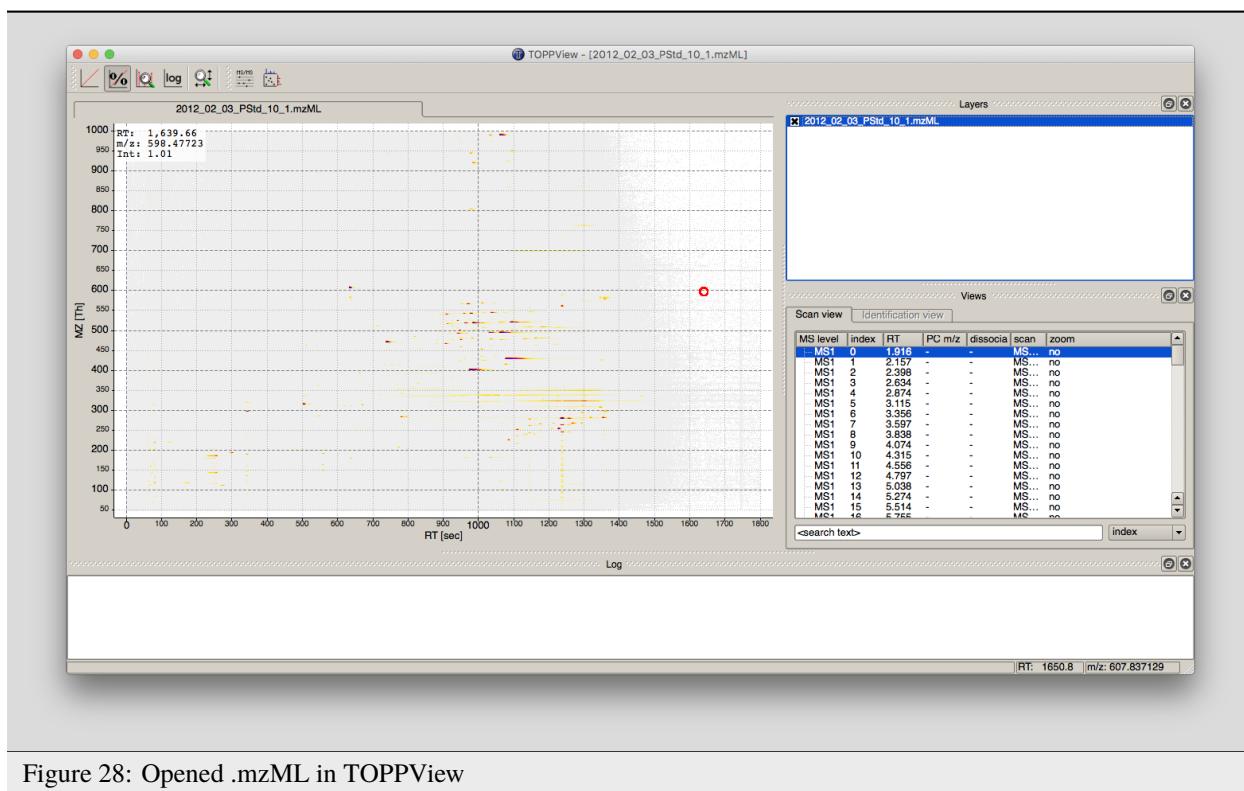 TOPPView - [2012_02_03_PStd_10_1.mzML]
% log MS/MS
2012_02_03_PStd_10_1.mzML
RT: 1,639.66
m/z: 598.47723
Int: 1.01
1000
950
900
850
800
750
700
650
600
550
500
450
400
350
300
250
200
150
100
50
MZ [Th]
0 100 200 300 400 500 600 700 800 900 1000 1100 1200 1300 1400 1500 1600 1700 1800
RT [sec]
Layers
2012_02_03_PStd_10_1.mzML
Views
Scan view Identification view
MS level index RT PC m/z dissocia scan zoom
MS1 0 1.916 - - MS... no
MS1 1 2.157 - - MS... no
MS1 2 2.398 - - MS... no
MS1 3 2.634 - - MS... no
MS1 4 2.874 - - MS... no
MS1 5 3.115 - - MS... no
MS1 6 3.356 - - MS... no
MS1 7 3.597 - - MS... no
MS1 8 3.838 - - MS... no
MS1 9 4.074 - - MS... no
MS1 10 4.315 - - MS... no
MS1 11 4.556 - - MS... no
MS1 12 4.797 - - MS... no
MS1 13 5.038 - - MS... no
MS1 14 5.274 - - MS... no
MS1 15 5.514 - - MS... no
MS1 16 5.755 - - MS... no
<search text> index
Log
RT: 1650.8 m/z: 607.837129
Figure 28: Opened .mzML in TOPPView